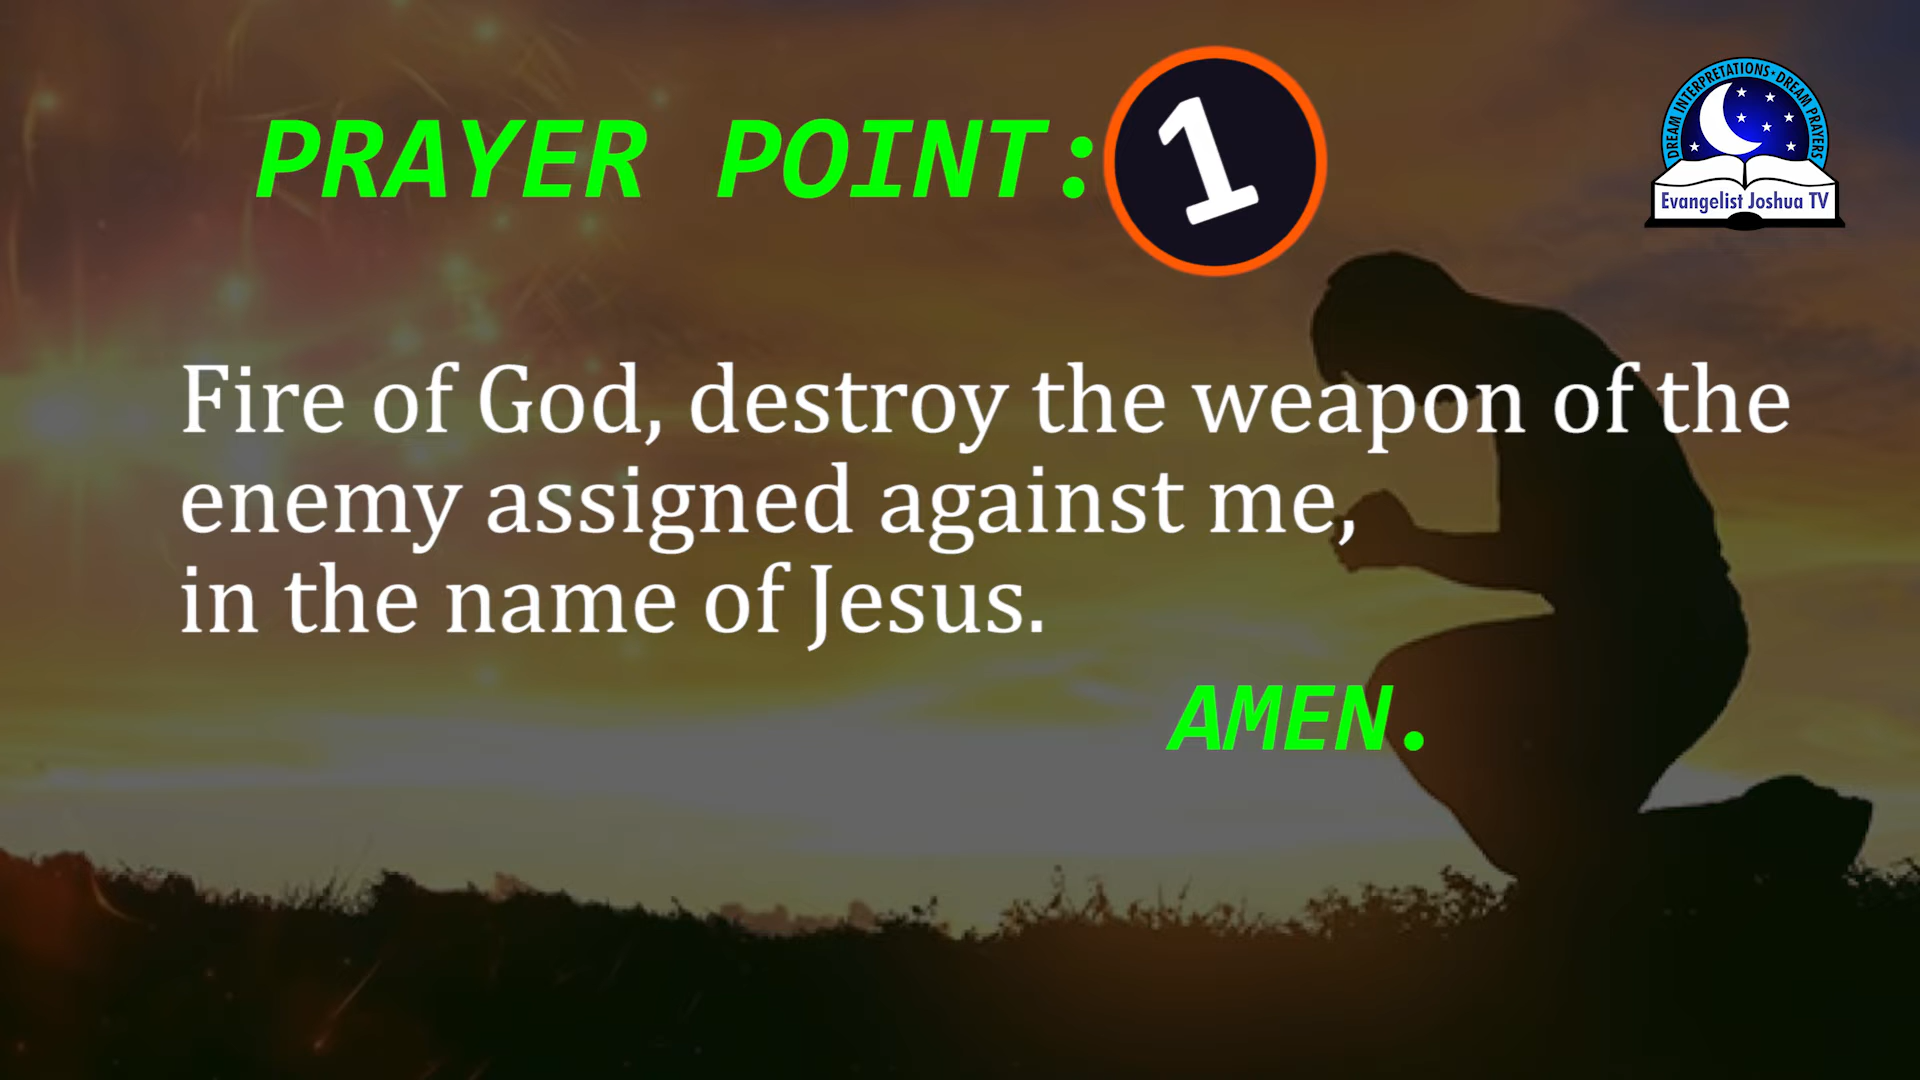 PRAYER POINT: 1
DREAM INTERPRETATIONS • DREAM PRAYERS
Evangelist Joshua TV
Fire of God, destroy the weapon of the
enemy assigned against me,
in the name of Jesus.
AMEN.